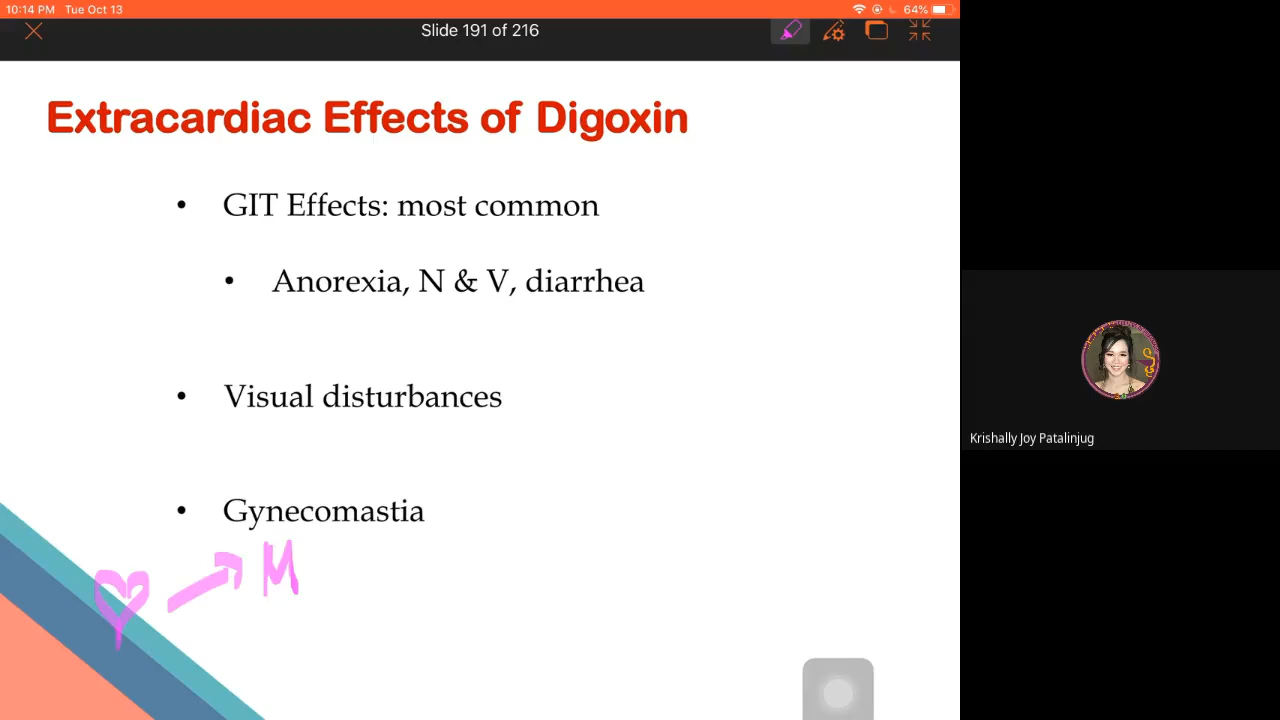 10:14 PM Tue Oct 13
64%
Slide 191 of 216
Extracardiac Effects of Digoxin
• GIT Effects: most common
• Anorexia, N & V, diarrhea
• Visual disturbances
• Gynecomastia
M
Krishally Joy Patalinjug